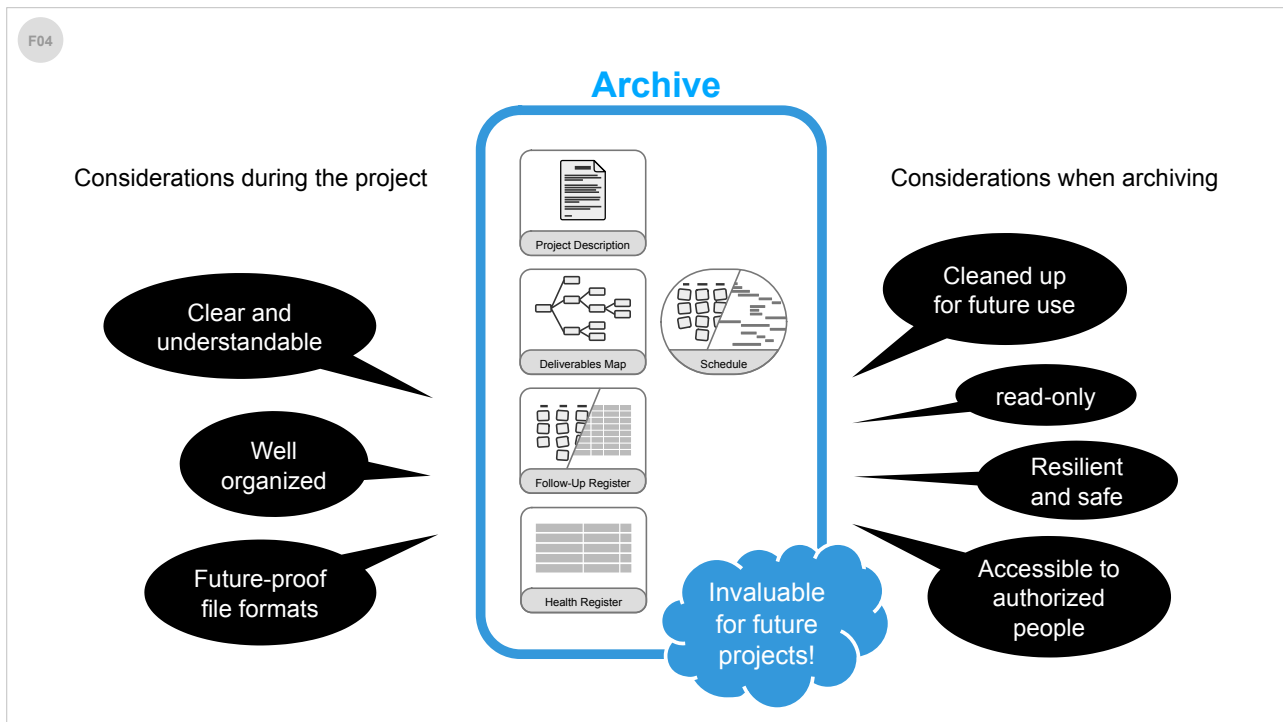 F04
Archive
Considerations during the project
Considerations when archiving
Project Description
Clear and
understandable
Cleaned up
for future use
Deliverables Map
Schedule
read-only
Well
organized
Resilient
and safe
Follow-Up Register
Future-proof
file formats
Accessible to
authorized
people
Health Register
Invaluable
for future
projects!